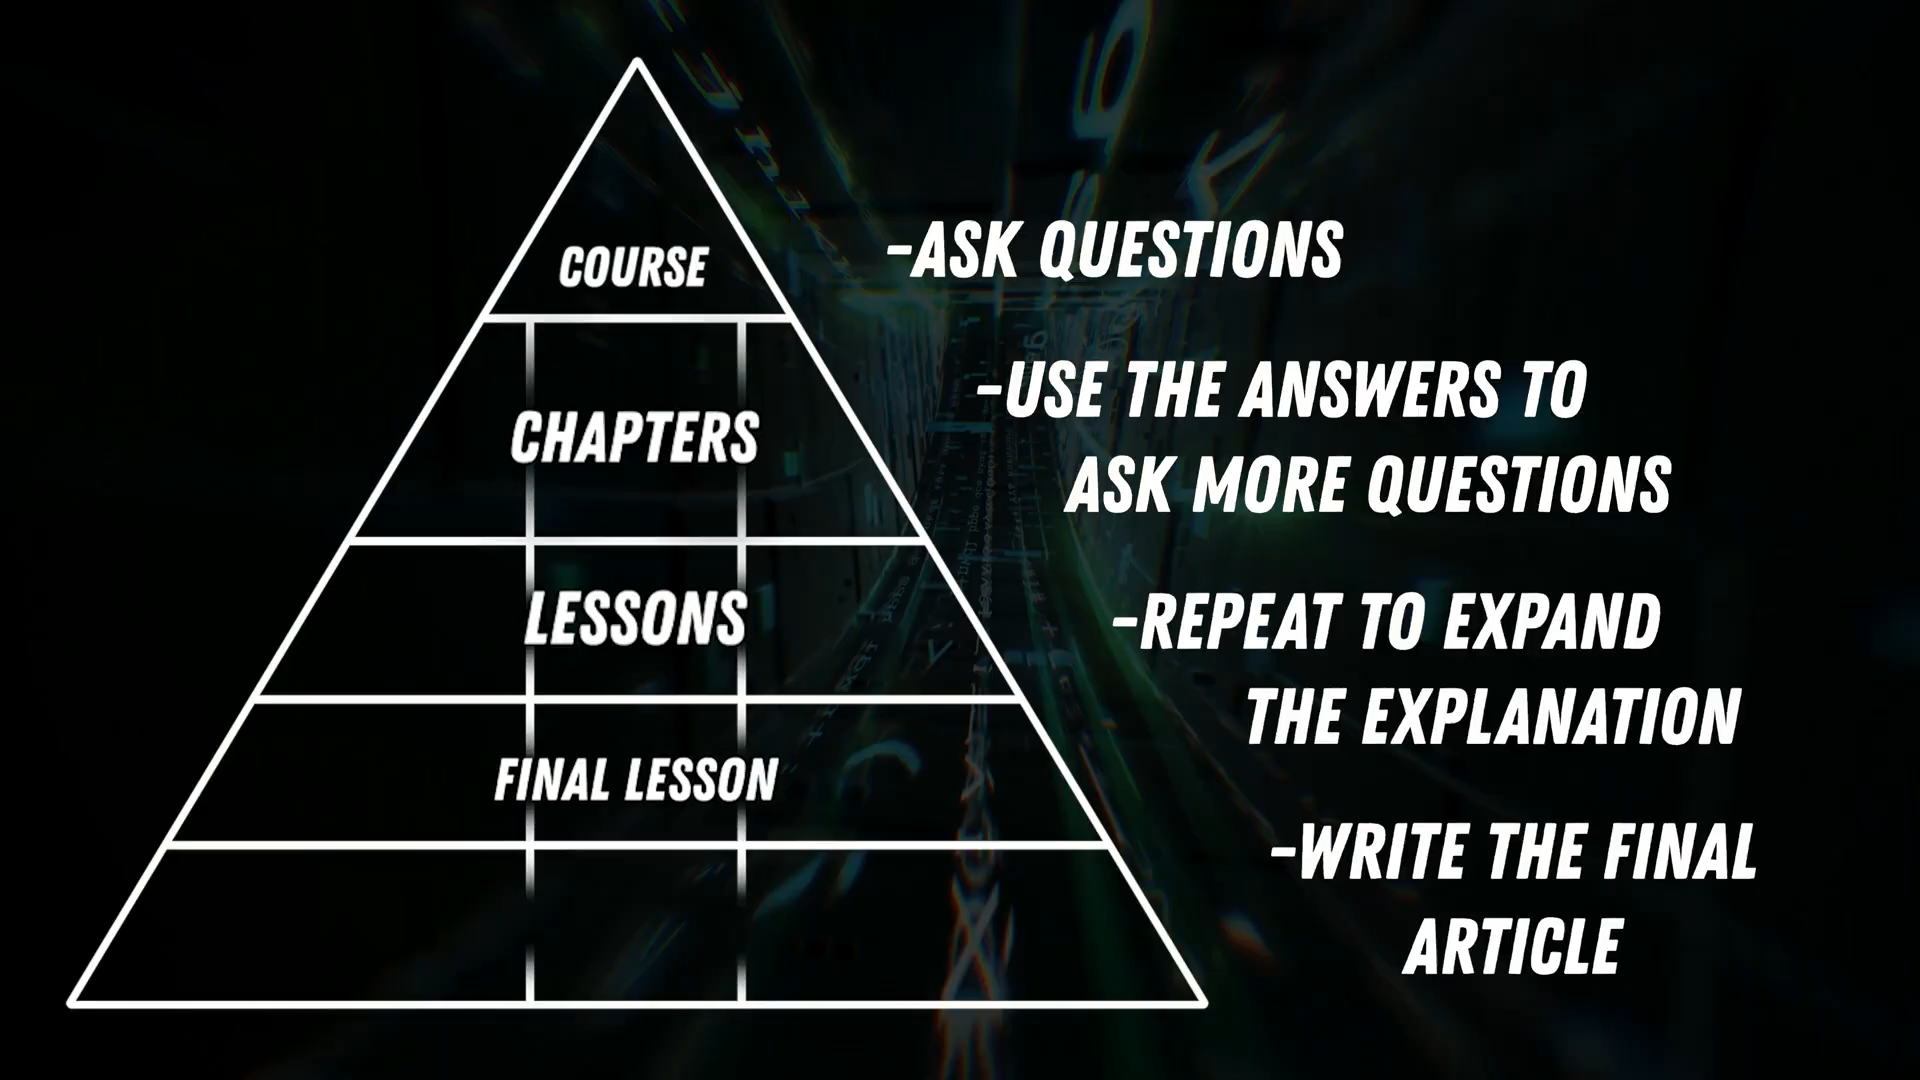 COURSE
CHAPTERS
LESSONS
FINAL LESSON
-ASK QUESTIONS
-USE THE ANSWERS TO
ASK MORE QUESTIONS
-REPEAT TO EXPAND
THE EXPLANATION
-WRITE THE FINAL
ARTICLE